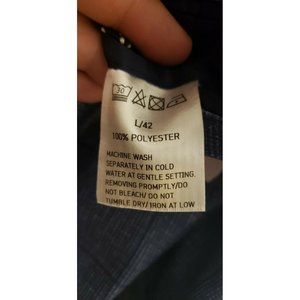 30
L/42
100% POLYESTER
MACHINE WASH
SEPARATELY IN COLD
WATER AT GENTLE SETTING.
REMOVING PROMPTLY/DO
NOT BLEACH/ DO NOT
TUMBLE DRY/ IRON AT LOW